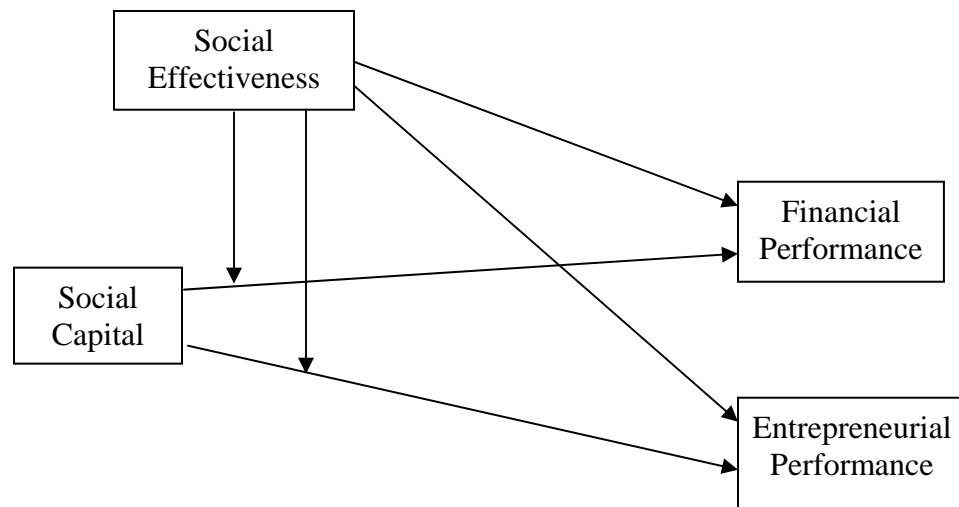 Social
Effectiveness
Financial
Performance
Social
Capital
Entrepreneurial
Performance